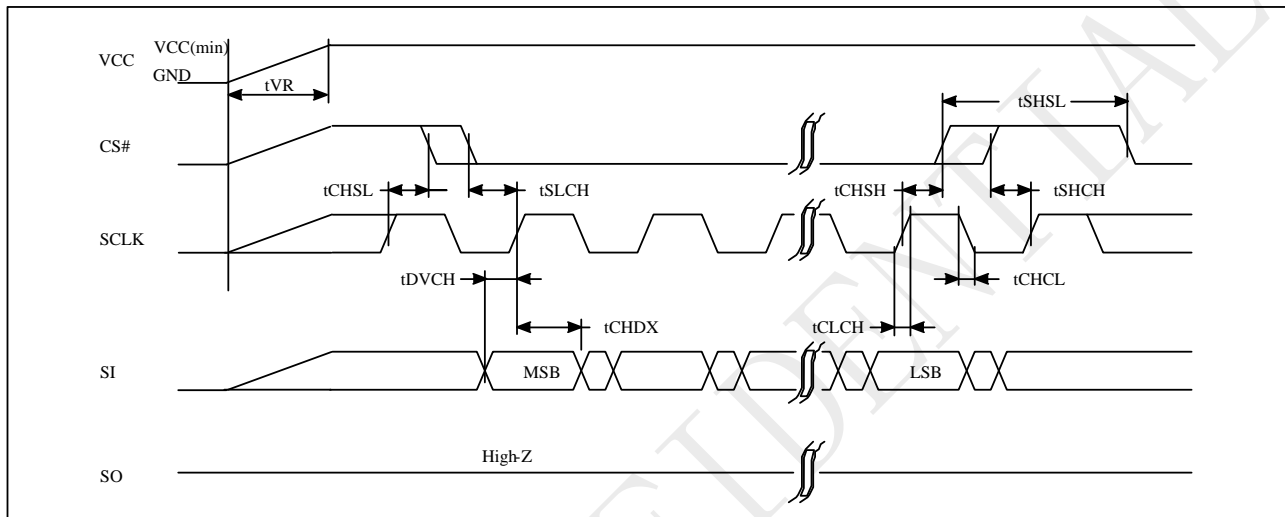 VCC
VCC(min)
GND
tVR
tSHSL
CS#
tCHSL
tSLCH
tCHSH
tSHCH
SCLK
tDVCH
tCHCL
tCHDX
tCLCH
SI
MSB
LSB
High-Z
SO